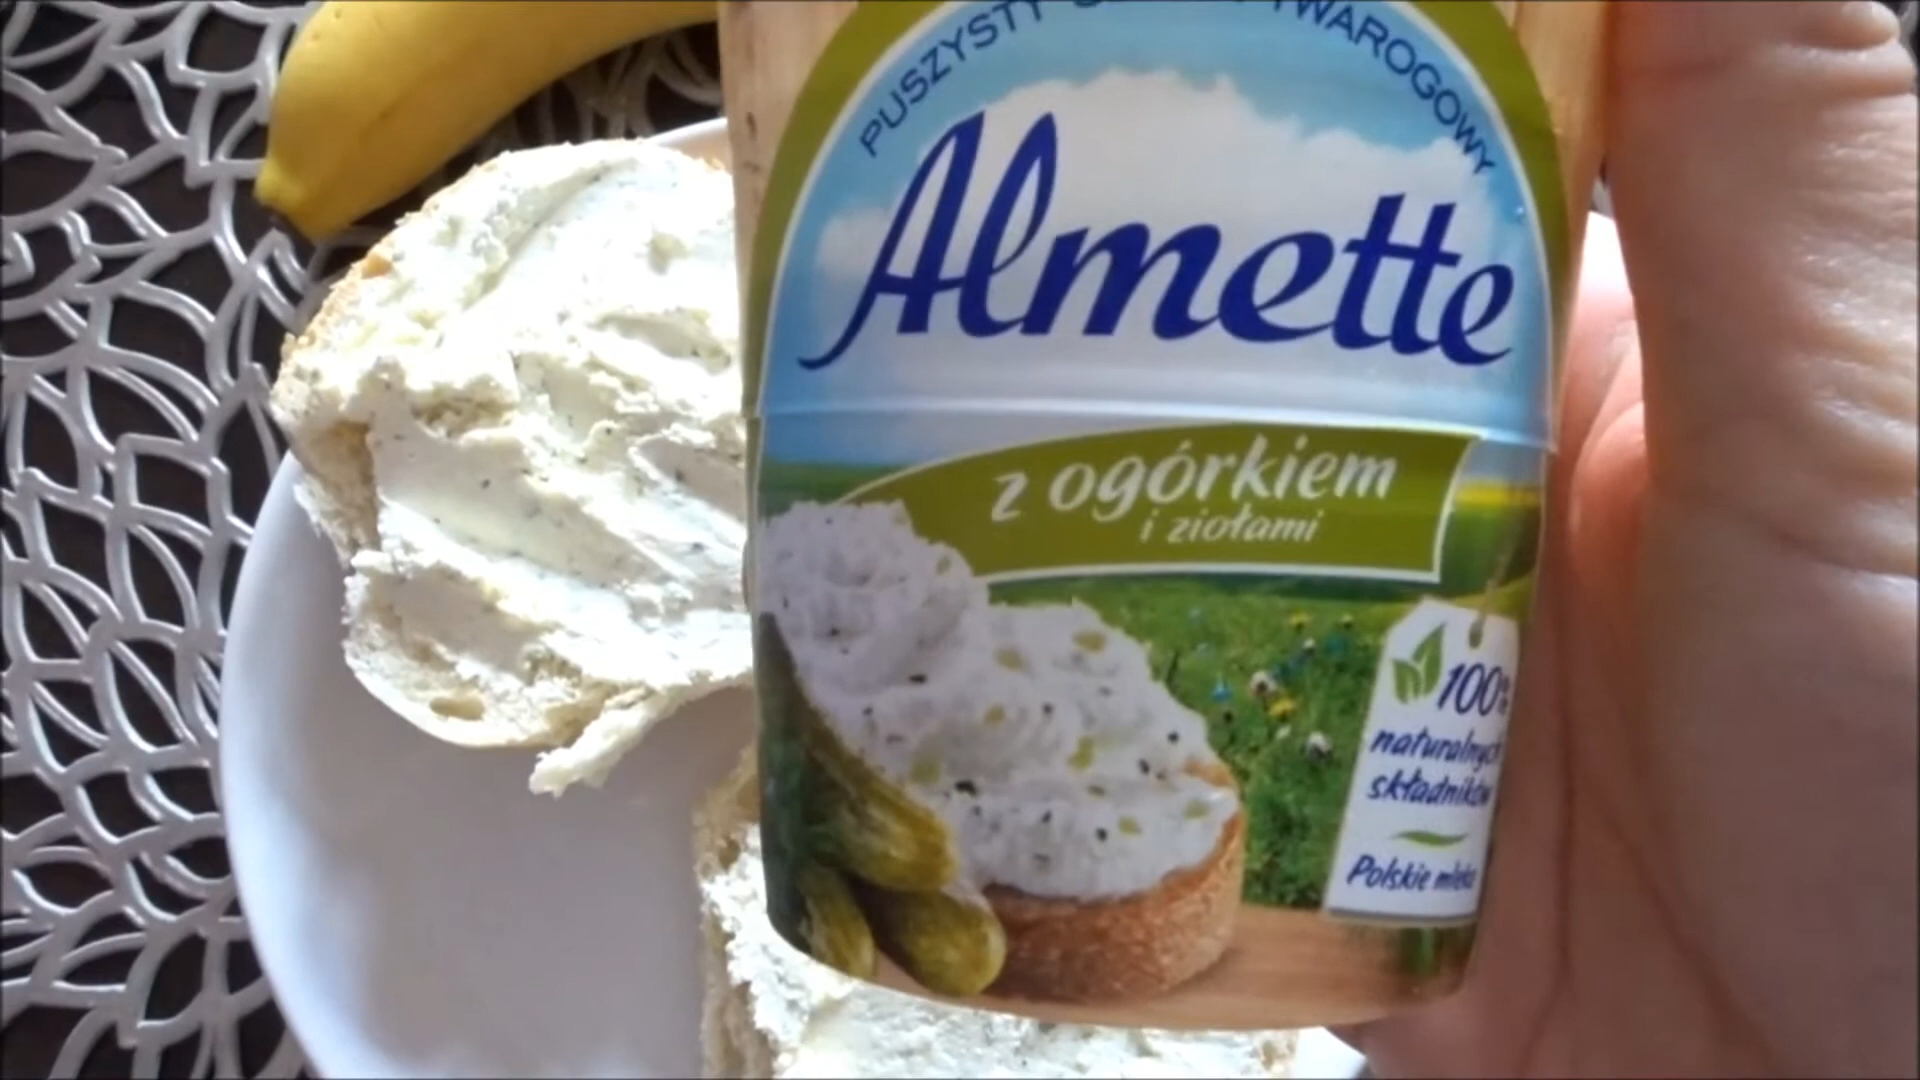 PUSZYSTY TWAROGOWY
Almette
z ogórkiem
i ziołami
100%
naturalnych
składników
Polskie mleko